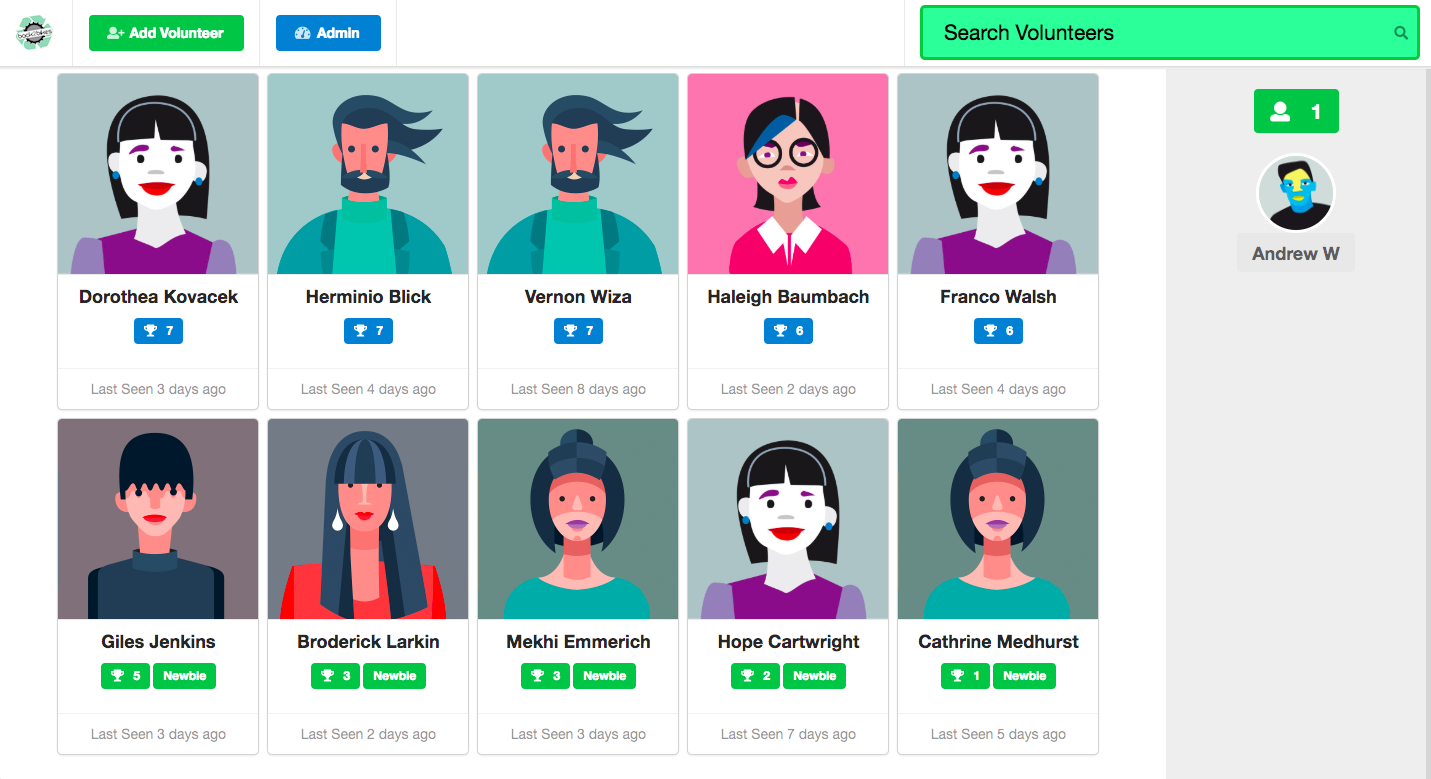 Add Volunteer
Admin
Search Volunteers
1
Andrew W
Dorothea Kovacek
7
Last Seen 3 days ago
Herminio Blick
7
Last Seen 4 days ago
Vernon Wiza
7
Last Seen 8 days ago
Haleigh Baumbach
6
Last Seen 2 days ago
Franco Walsh
6
Last Seen 4 days ago
Giles Jenkins
5 Newbie
Last Seen 3 days ago
Broderick Larkin
3 Newbie
Last Seen 2 days ago
Mekhi Emmerich
3 Newbie
Last Seen 3 days ago
Hope Cartwright
2 Newbie
Last Seen 7 days ago
Cathrine Medhurst
1 Newbie
Last Seen 5 days ago